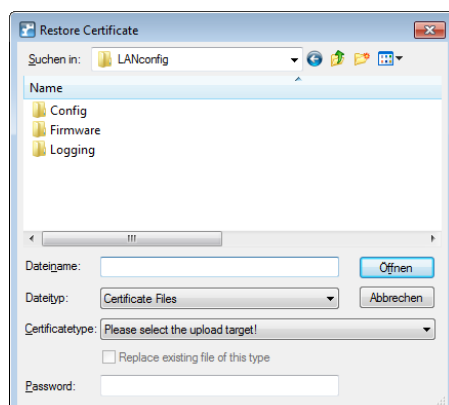 Restore Certificate
Suchen in: LANconfig
Name
Config
Firmware
Logging
Dateiname: Öffnen
Dateityp: Certificate Files Abbrechen
Certificatetype: Please select the upload target!
Replace existing file of this type
Password: